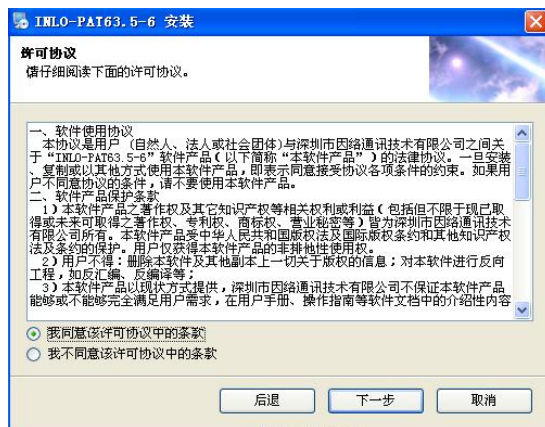 INLO-PAT63.5-6 安装
许可协议
请仔细阅读下面的许可协议。
一、软件使用协议
本协议是用户 (自然人、法人或社会团体)与深圳市因络通讯技术有限公司之间关
于“INLO-PAT63.5-6”软件产品(以下简称“本软件产品”)的法律协议。一旦安装
、复制或以其他方式使用本软件产品，即表示同意接受协议各项条件的约束。如果用
户不同意协议的条件，请不要使用本软件产品。
二、软件产品保护条款
1)本软件产品之著作权及其它知识产权等相关权利或利益(包括但不限于现已取
得或未来可取得之著作权、专利权、商标权、营业秘密等)皆为深圳市因络通讯技术
有限公司所有。本软件产品受中华人民共和国版权法及国际版权条约和其他知识产权
法及条约的保护。用户仅获得本软件产品的非排他性使用权。
2)用户不得：删除本软件及其他副本上一切关于版权的信息；对本软件进行反向
工程，如反汇编、反编译等；
3)本软件产品以现状方式提供，深圳市因络通讯技术有限公司不保证本软件产品
能够或不能够完全满足用户需求，在用户手册、操作指南等软件文档中的介绍性内容
我同意该许可协议中的条款
我不同意该许可协议中的条款
后退
下一步
取消